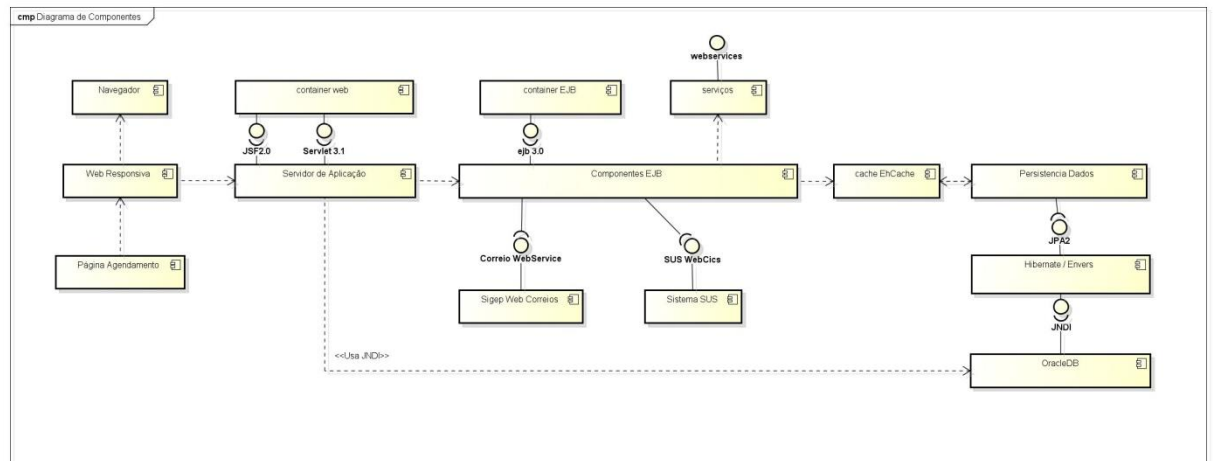 cmp Diagrama de Componentes
webservices
Navegador
container web
container EJB
serviços
JSF2.0
Servlet 3.1
ejb 3.0
Web Responsiva
Servidor de Aplicação
Componentes EJB
cache EhCache
Persistencia Dados
JPA2
Página Agendamento
Correio WebService
SUS WebCics
Hibernate / Envers
Sigep Web Correios
Sistema SUS
JNDI
<<Usa JNDI>>
OracleDB